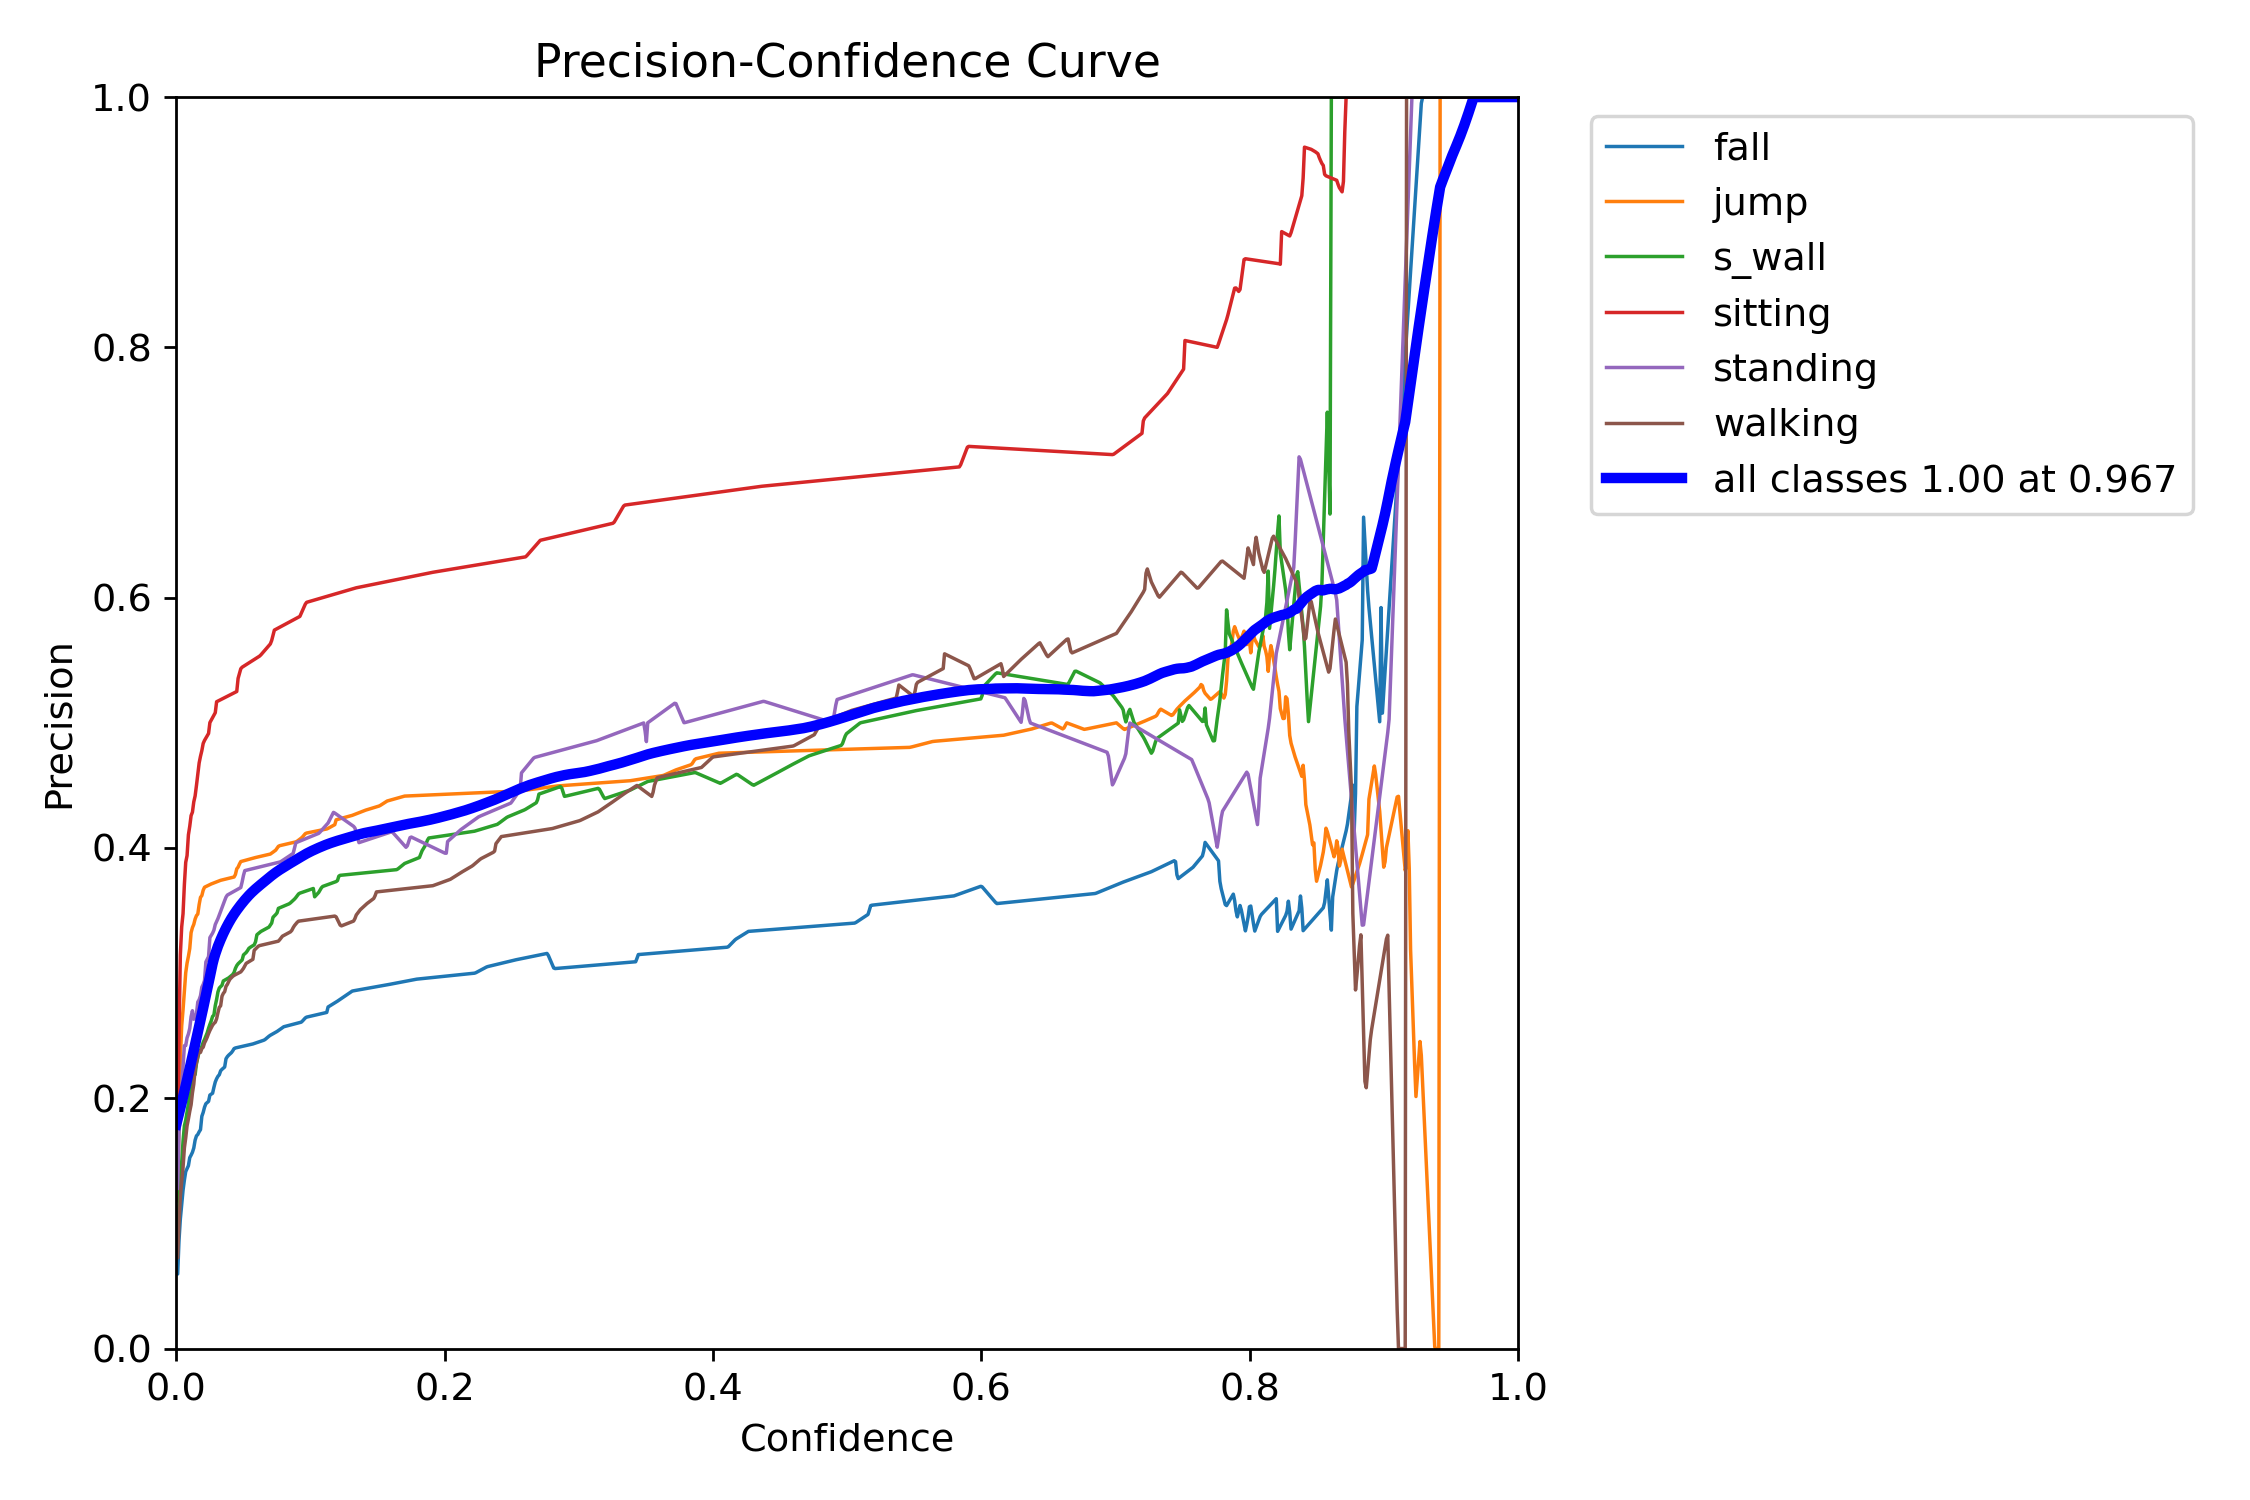 Precision-Confidence Curve
1.0
0.8
0.6
0.4
0.2
0.0
Precision
0.0 0.2 0.4 0.6 0.8 1.0
Confidence
fall
jump
s_wall
sitting
standing
walking
all classes 1.00 at 0.967